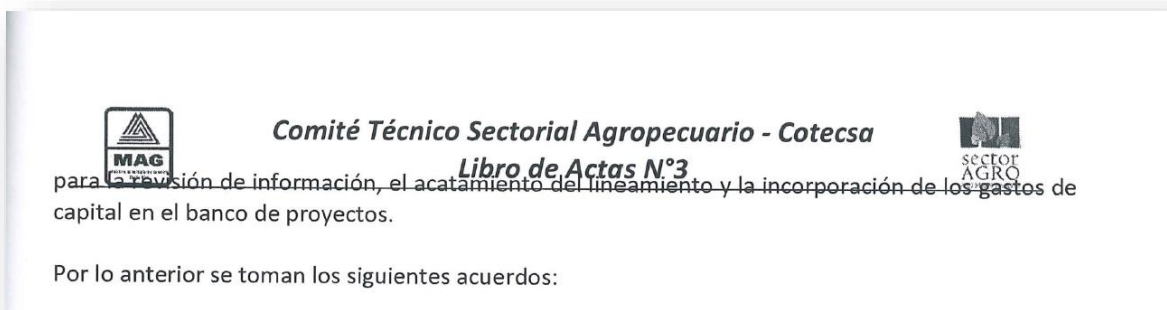 Comité Técnico Sectorial Agropecuario - Cotecsa
MAG
Libro de Actas N°3
sector
AGRO
para la revisión de información, el acatamiento del lineamiento y la incorporación de los gastos de
capital en el banco de proyectos.
Por lo anterior se toman los siguientes acuerdos: